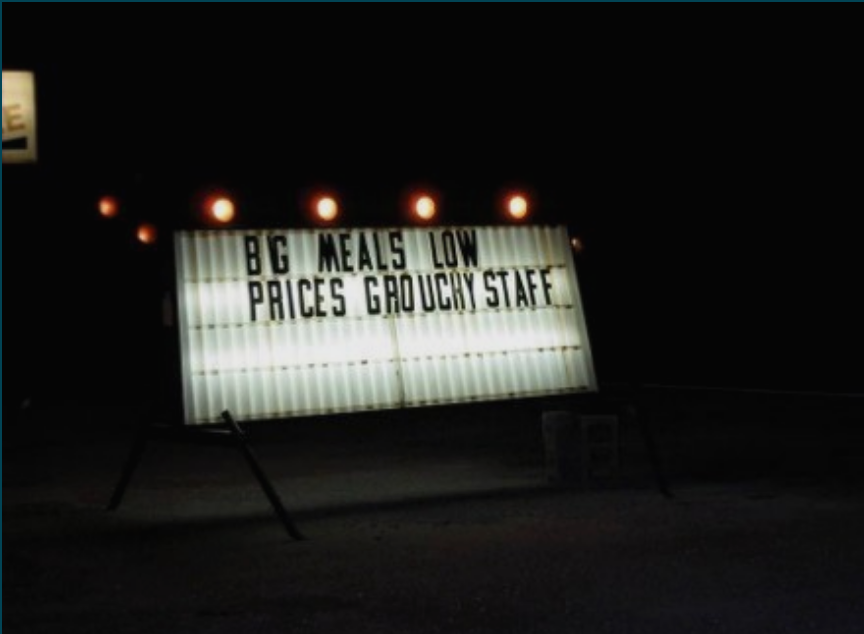 BIG MEALS LOW
PRICES GROUCHY STAFF